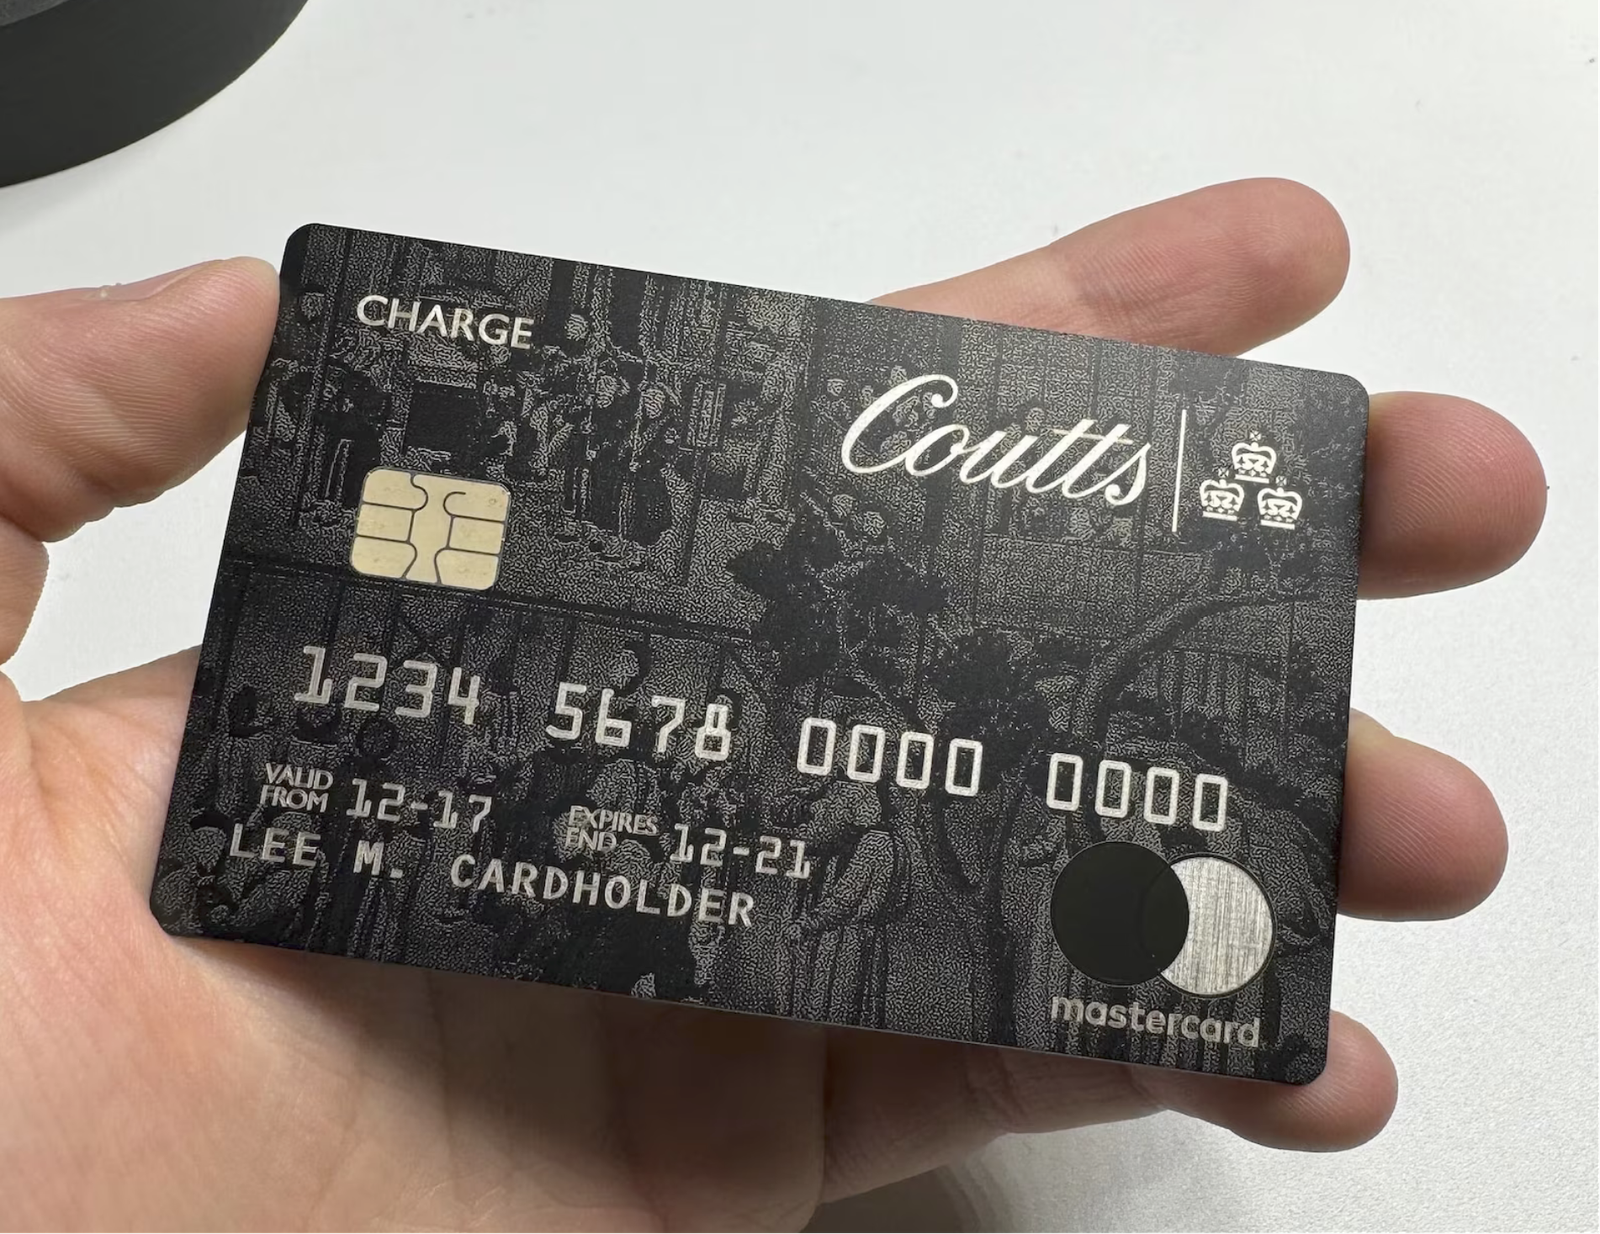 CHARGE
Coutts
1234 5678 0000 0000
VALID FROM 12-17 EXPIRES END 12-21
LEE M. CARDHOLDER
mastercard